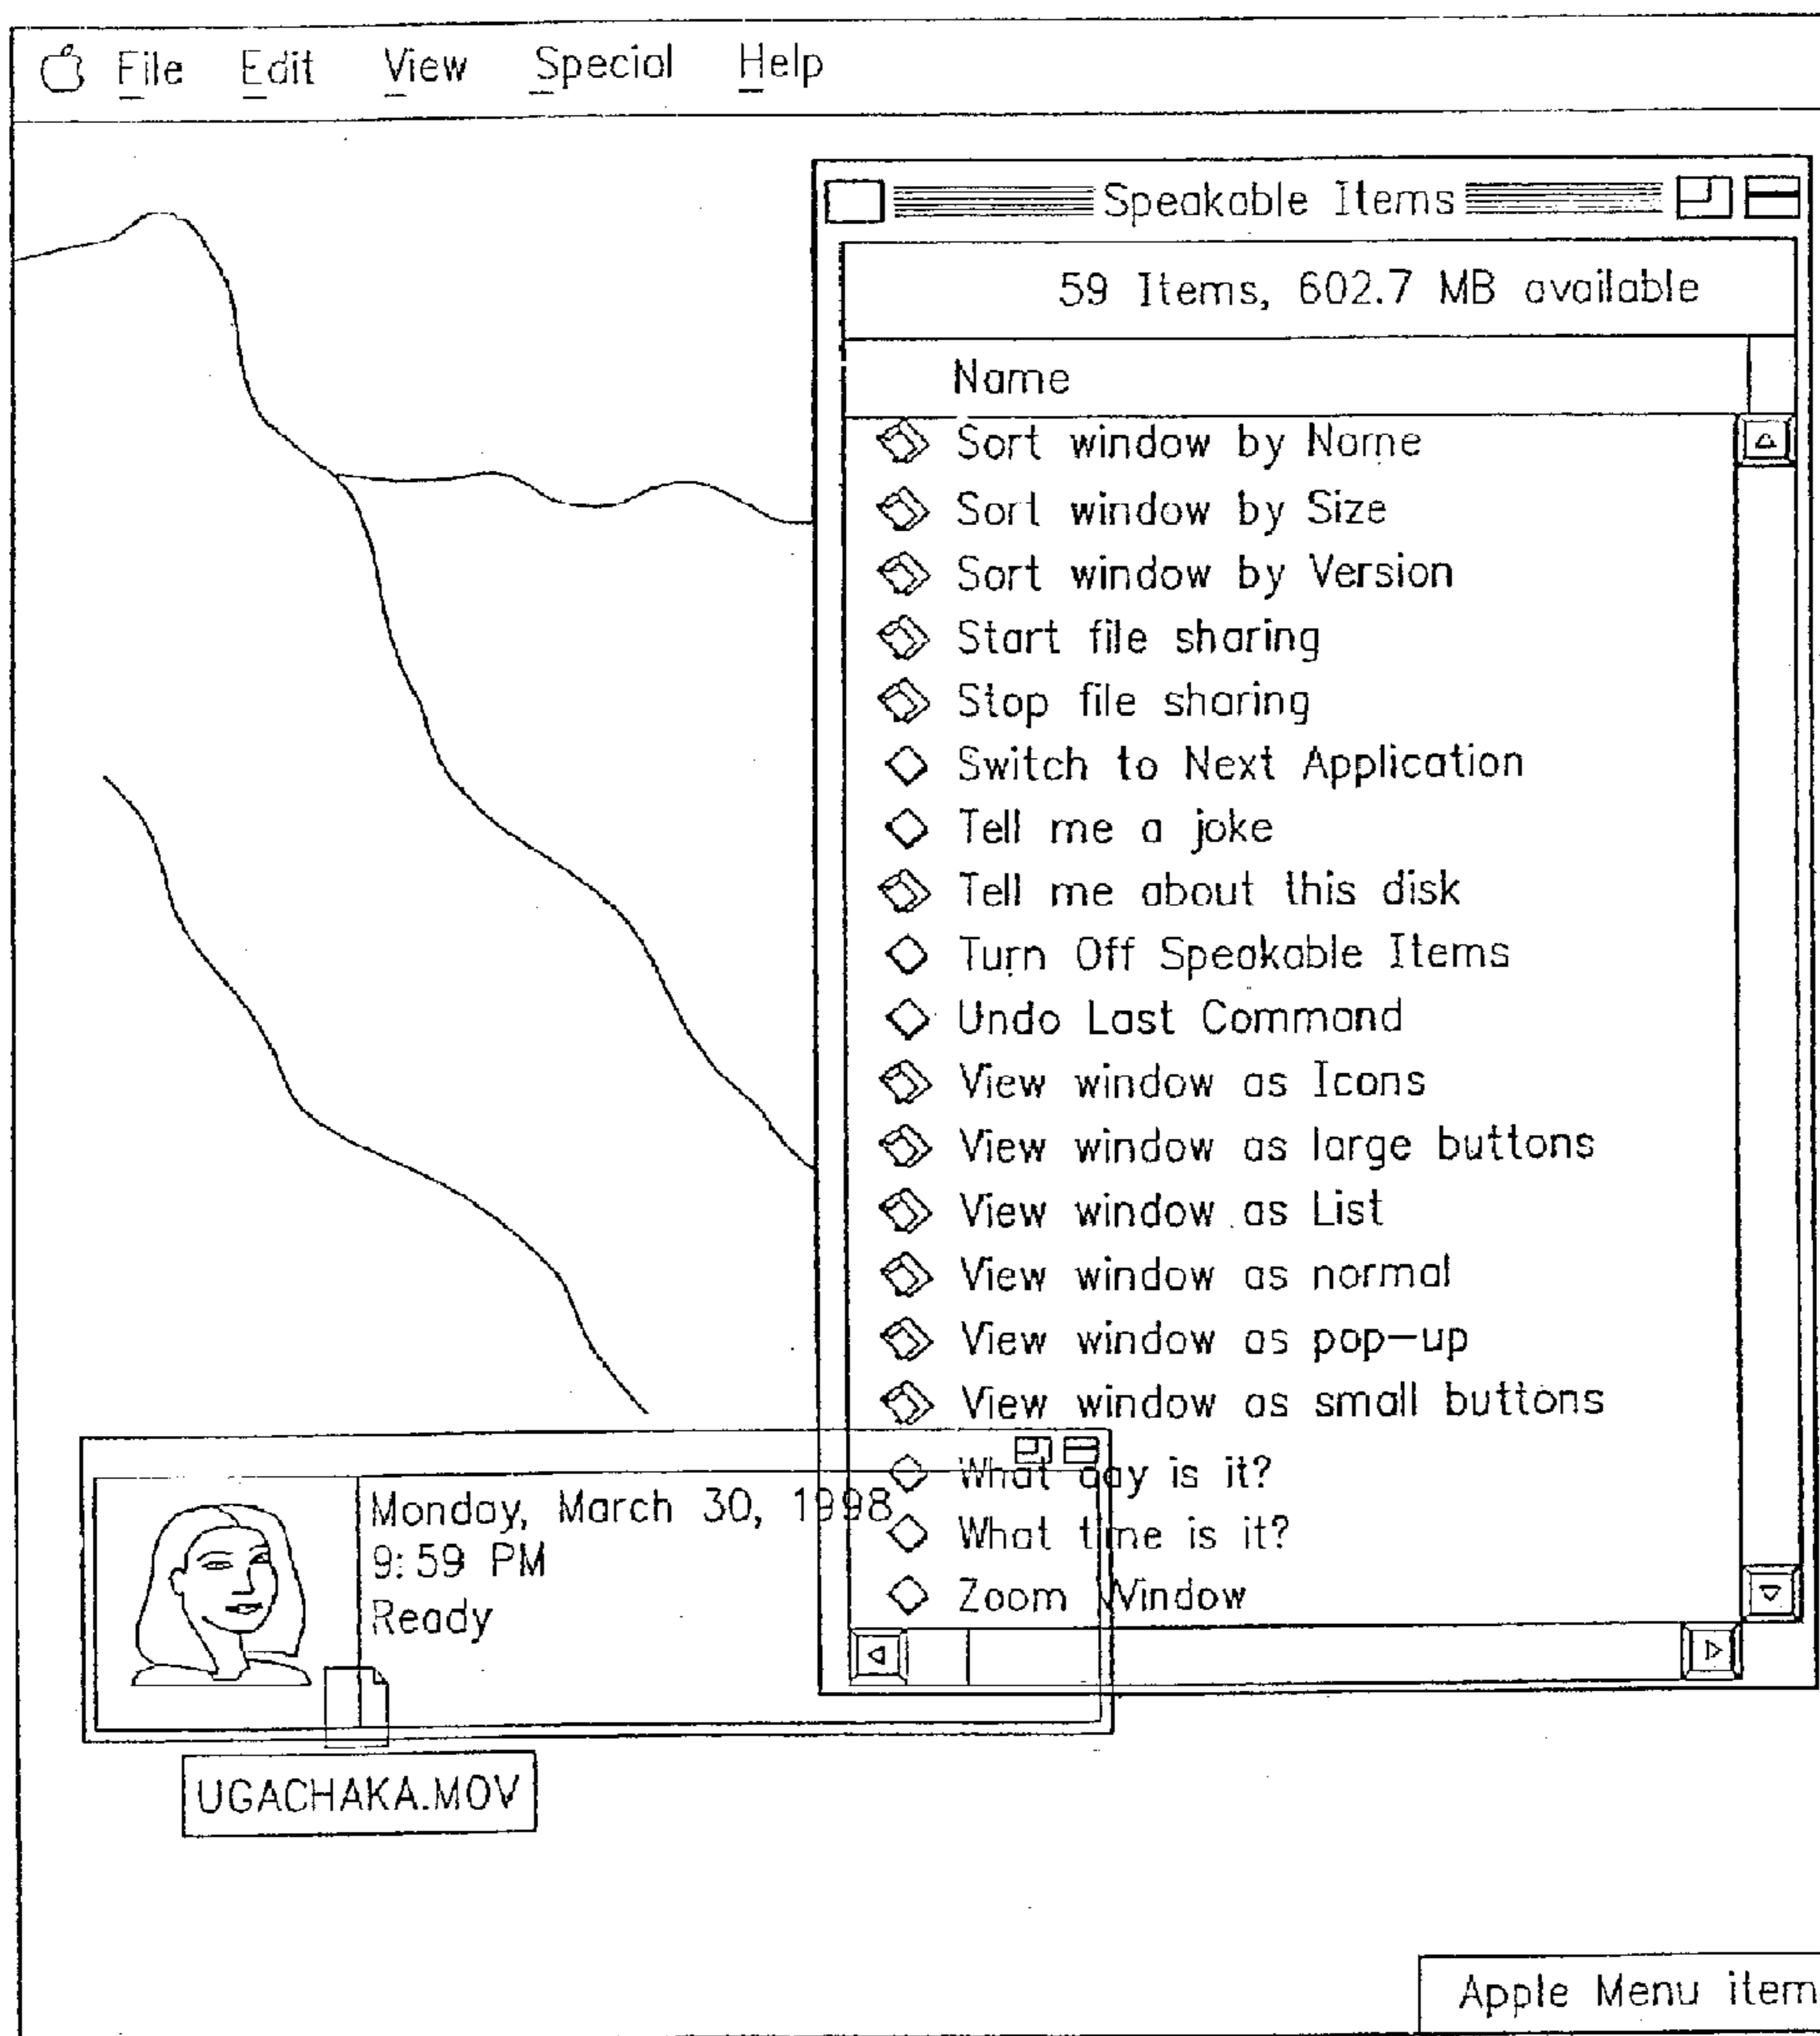 File Edit View Special Help
Speakable Items
59 Items, 602.7 MB available
Name
Sort window by Name
Sort window by Size
Sort window by Version
Start file sharing
Stop file sharing
Switch to Next Application
Tell me a joke
Tell me about this disk
Turn Off Speakable Items
Undo Last Command
View window as Icons
View window as large buttons
View window as List
View window as normal
View window as pop-up
View window as small buttons
What day is it?
What time is it?
Zoom Window
Monday, March 30, 1998
9:59 PM
Ready
UGACHAKA.MOV
Apple Menu item